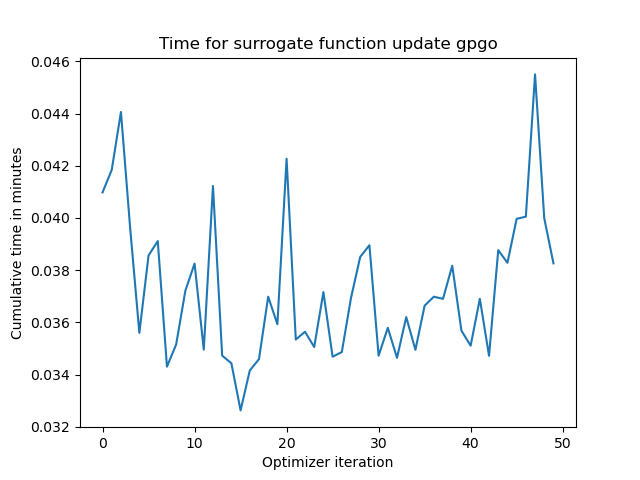 Time for surrogate function update gpgo
0.046
0.044
0.042
0.040
0.038
0.036
0.034
0.032
Cumulative time in minutes
0 10 20 30 40 50
Optimizer iteration